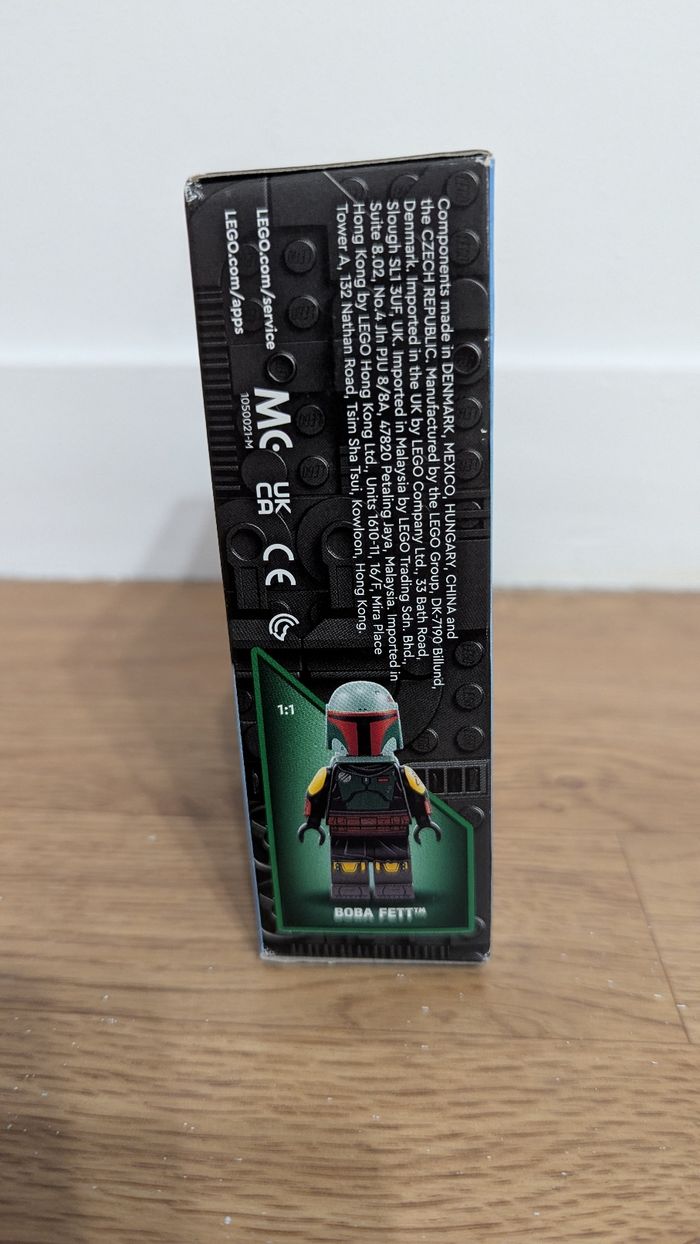 Components made in DENMARK, MEXICO, HUNGARY, CHINA and
the CZECH REPUBLIC. Manufactured by the LEGO Group, DK-7190 Billund,
Denmark. Imported in the UK by LEGO Company Ltd., 33 Bath Road,
Slough SL1 3UF, UK. Imported in Malaysia by LEGO Trading Sdn. Bhd.,
Suite 8.02, No.4 Jln PJU 8/8A, 47820 Petaling Jaya, Malaysia. Imported in
Hong Kong by LEGO Hong Kong Ltd., Units 1610-11, 16/F, Mira Place
Tower A, 132 Nathan Road, Tsim Sha Tsui, Kowloon, Hong Kong.
LEGO.com/service
LEGO.com/apps
1050021-M
UK
CA
CE
1:1
BOBA FETT™